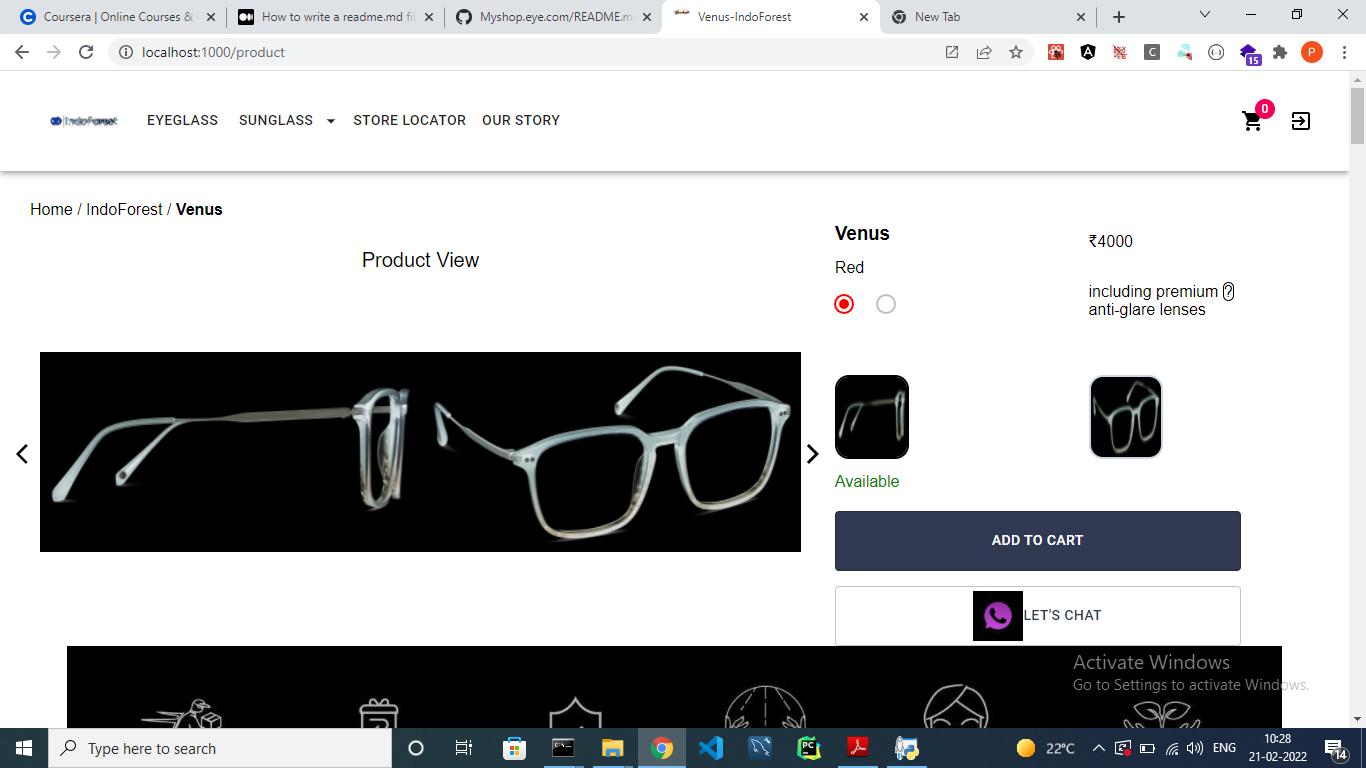 Coursera | Online Courses &
How to write a readme.md fil
Myshop.eye.com/README.m
Venus-IndoForest
New Tab
localhost:1000/product
C
15
P
IndoForest
EYEGLASS
SUNGLASS
STORE LOCATOR
OUR STORY
0
Home / IndoForest / Venus
Product View
Venus
₹4000
Red
including premium ?
anti-glare lenses
Available
ADD TO CART
LET'S CHAT
Activate Windows
Go to Settings to activate Windows.
Type here to search
PC
22°C
ENG
10:28
21-02-2022
14